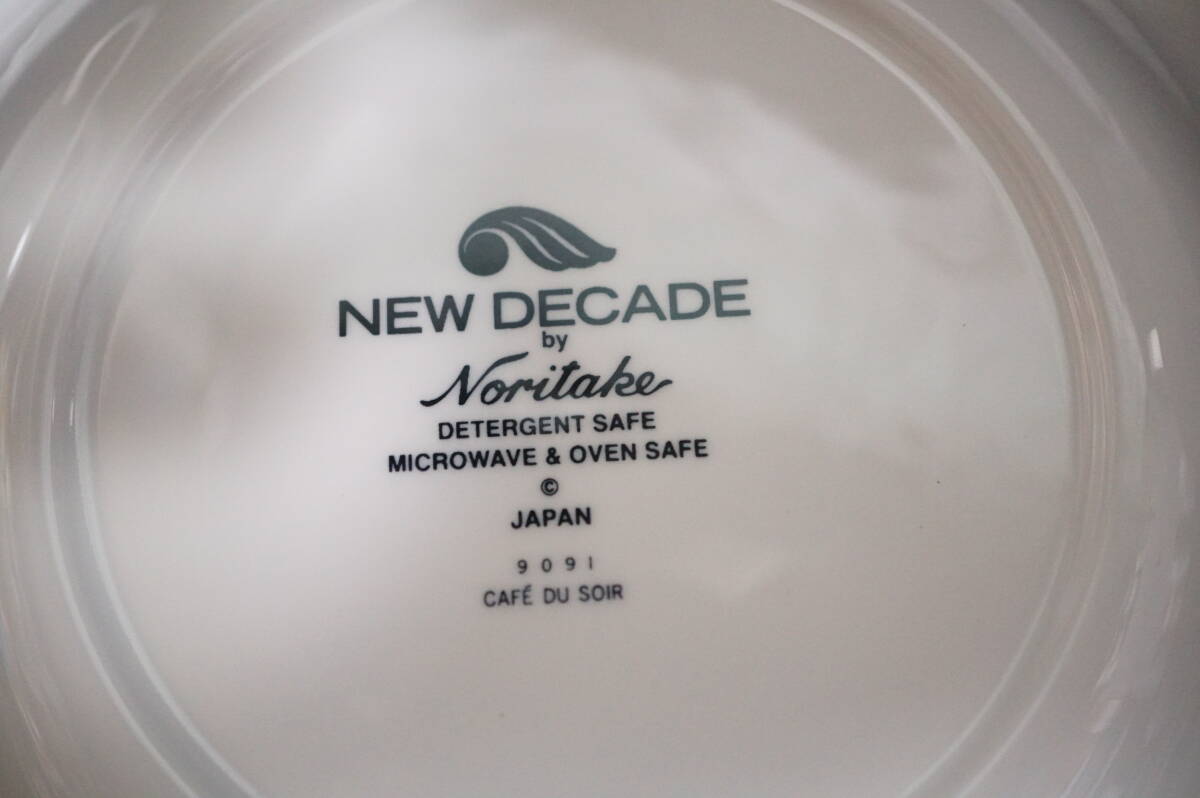 NEW DECADE
by
Noritake
DETERGENT SAFE
MICROWAVE & OVEN SAFE
©
JAPAN
9091
CAFÉ DU SOIR